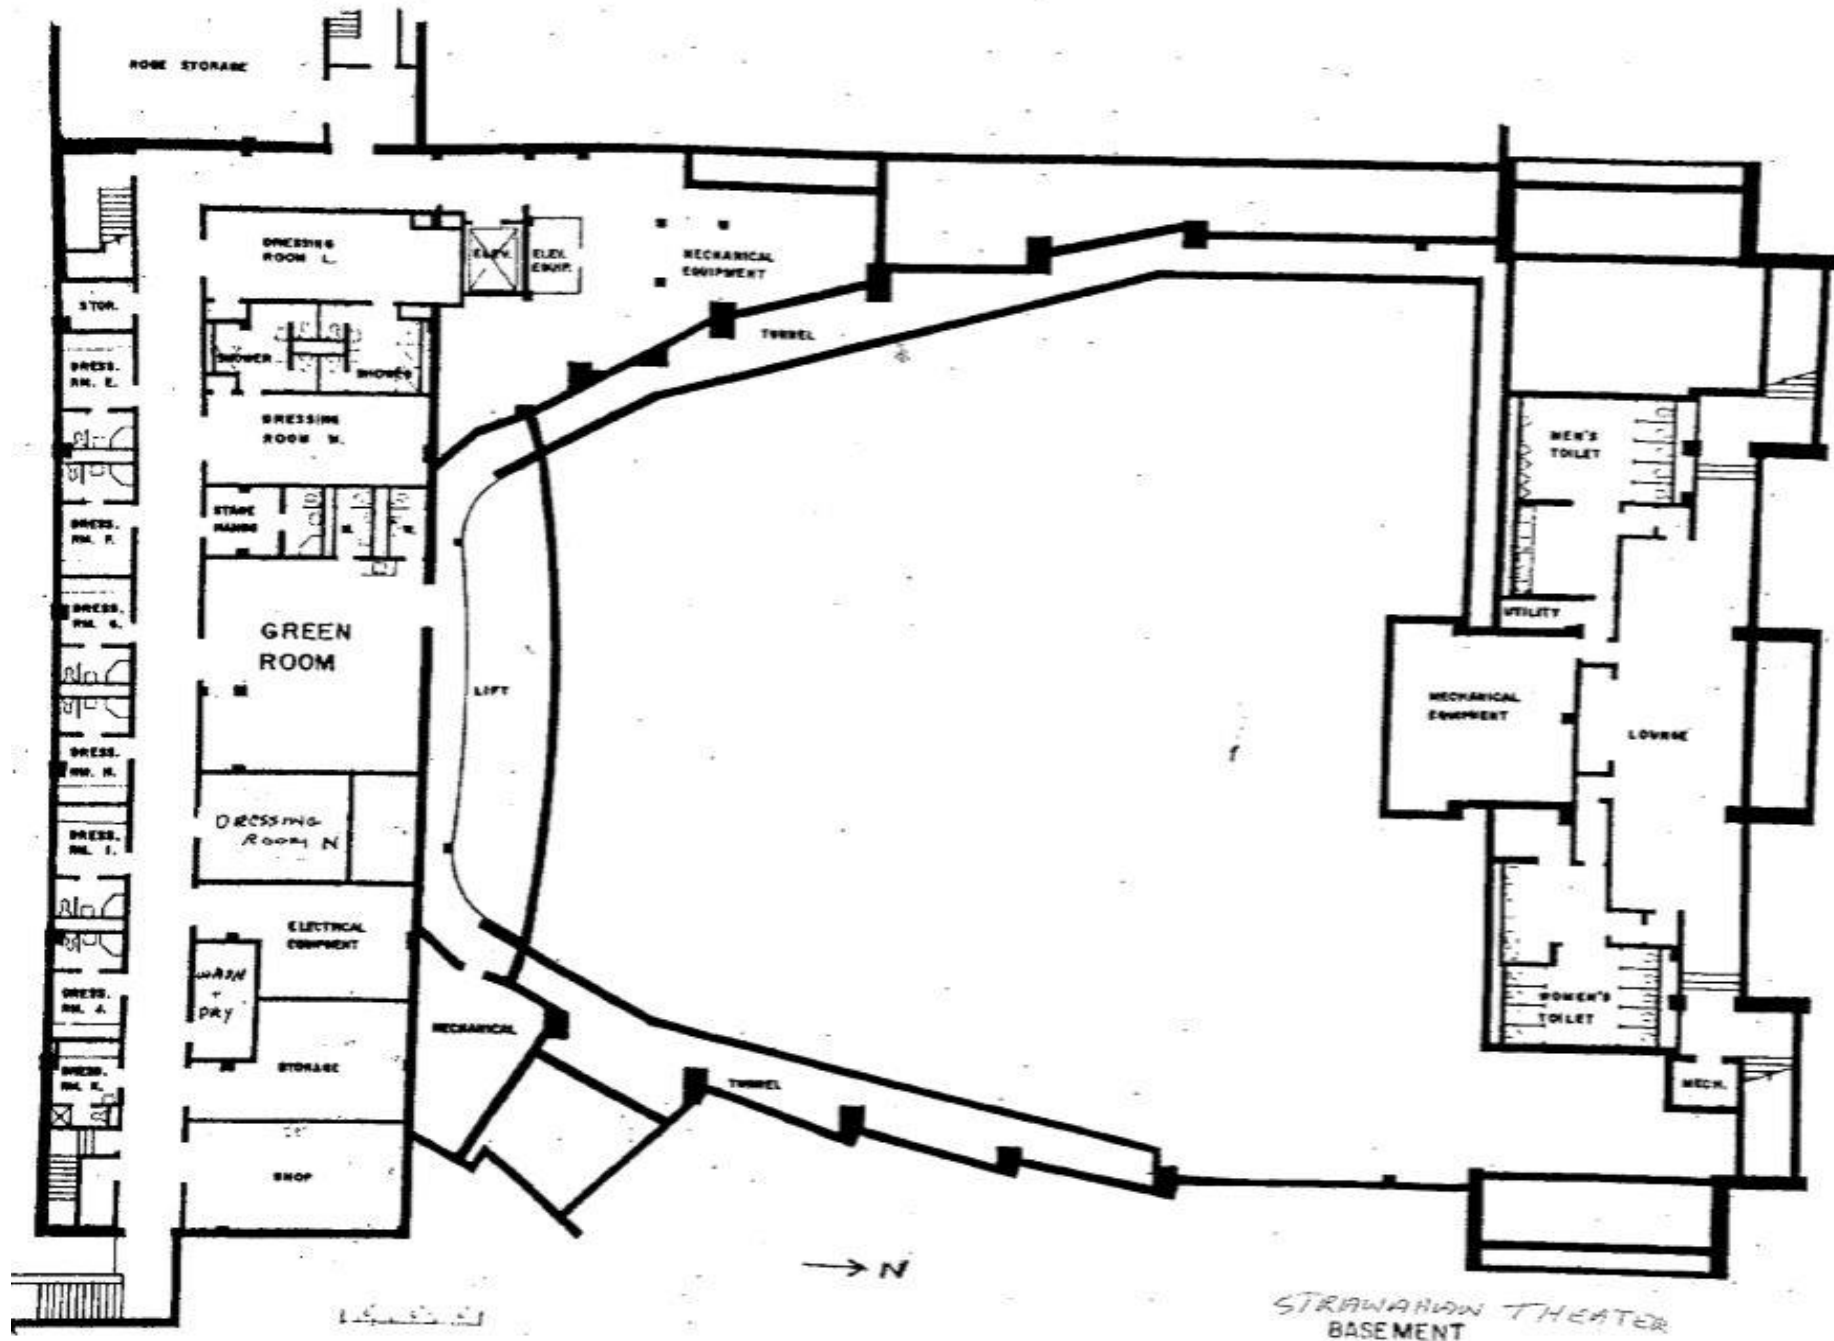 ROBE STORAGE
DRESSING
ROOM L.
ELEV.
ELEV.
EQUIP.
MECHANICAL
EQUIPMENT
STOR.
TUNNEL
SHOWER
SHOWER
DRESS.
RM. E.
DRESSING
ROOM M.
MEN'S
TOILET
STAGE
HANDS
M.
W.
DRESS.
RM. F.
DRESS.
RM. G.
UTILITY
GREEN
ROOM
LIFT
MECHANICAL
EQUIPMENT
LOUNGE
DRESS.
RM. H.
DRESSING
ROOM N
DRESS.
RM. I.
ELECTRICAL
EQUIPMENT
WASH
+
DRY
DRESS.
RM. J.
WOMEN'S
TOILET
MECHANICAL
STORAGE
DRESS.
RM. K.
TUNNEL
MECH.
SHOP
N
THEATER
BASEMENT